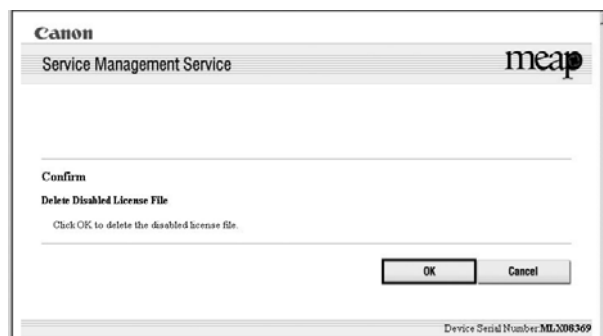 Canon
Service Management Service
meap
Confirm
Delete Disabled License File
Click OK to delete the disabled license file.
OK Cancel
Device Serial Number:MLX08369